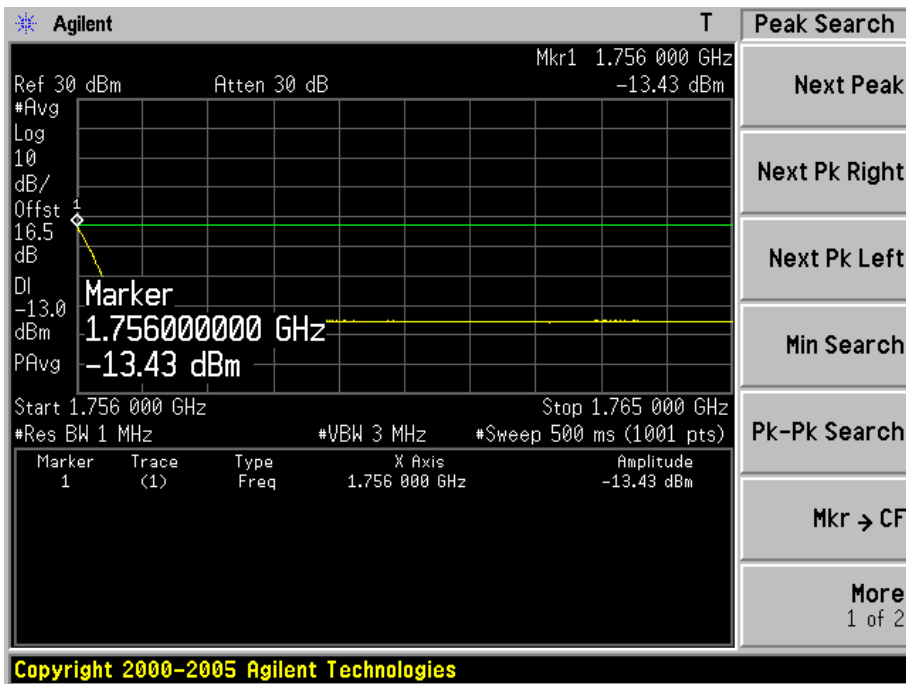 Agilent T Peak Search
Mkr1 1.756 000 GHz
Ref 30 dBm Atten 30 dB -13.43 dBm
#Avg
Log
10
dB/
Offst
16.5
dB
DI
-13.0
dBm
PAvg
1
Marker
1.756000000 GHz
-13.43 dBm
Start 1.756 000 GHz Stop 1.765 000 GHz
#Res BW 1 MHz #VBW 3 MHz #Sweep 500 ms (1001 pts)
Marker Trace Type X Axis Amplitude
1 (1) Freq 1.756 000 GHz -13.43 dBm
Next Peak
Next Pk Right
Next Pk Left
Min Search
Pk-Pk Search
Mkr → CF
More
1 of 2
Copyright 2000-2005 Agilent Technologies